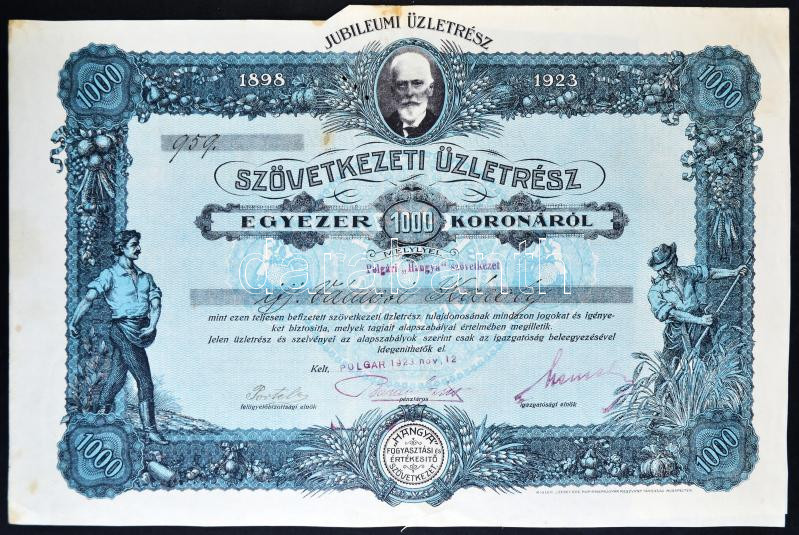 JUBILEUMI ÜZLETRÉSZ
1000 1898 1923 1000
959.
SZÖVETKEZETI ÜZLETRÉSZ
EGYEZER 1000 KORONÁRÓL
MELYLYEL
Polgári „Hangya" szövetkezet
ifj.
mint ezen teljesen befizetett szövetkezeti üzletrész tulajdonosának mindazon jogokat és igénye-
ket biztosítja, melyek tagjait alapszabályai értelmében megilletik.
Jelen üzletrész és szelvényei az alapszabályok szerint csak az igazgatóság beleegyezésével
idegeníthetők el.
Kelt, POLGÁR 1923 nov. 12
felügyelőbizottsági elnök
pénztáros
igazgatósági elnök
1000 1000
„HANGYA"
FOGYASZTÁSI ÉS
ÉRTÉKESÍTŐ
SZÖVETKEZET